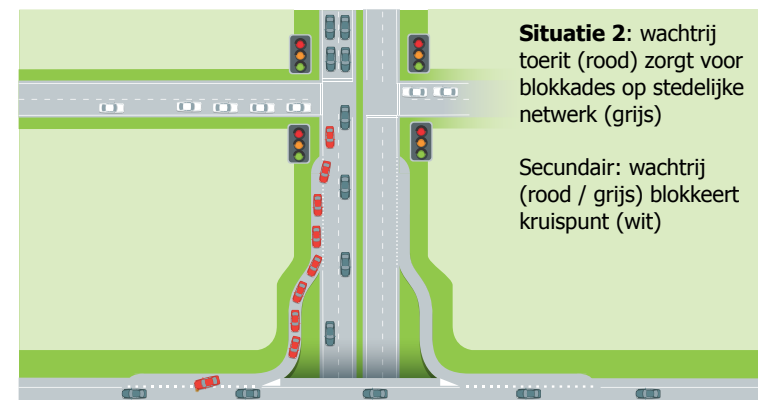 Situatie 2: wachtrij
toerit (rood) zorgt voor
blokkades op stedelijke
netwerk (grijs)
Secundair: wachtrij
(rood / grijs) blokkeert
kruispunt (wit)